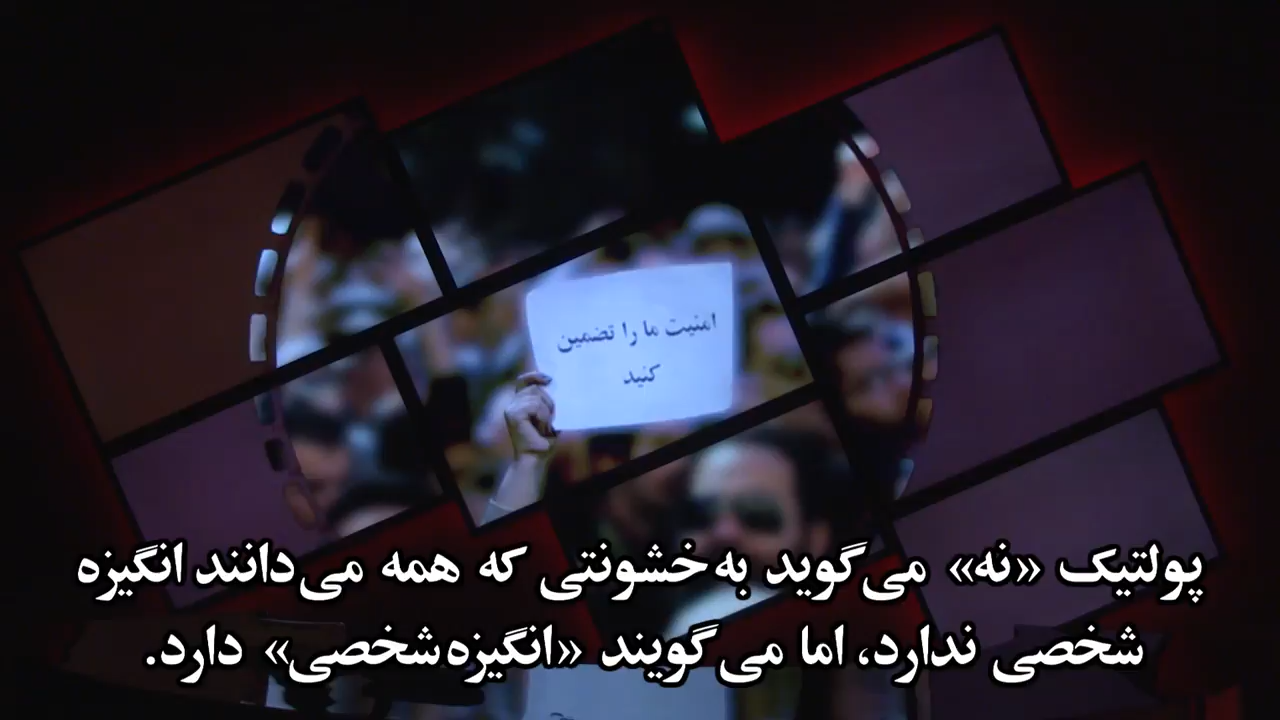 امنیت ما را تضمین
کنید
پولتیک «نه» می‌گوید به‌خشونتی که همه می‌دانند انگیزه
شخصی ندارد، اما می‌گویند «انگیزه‌شخصی» دارد.